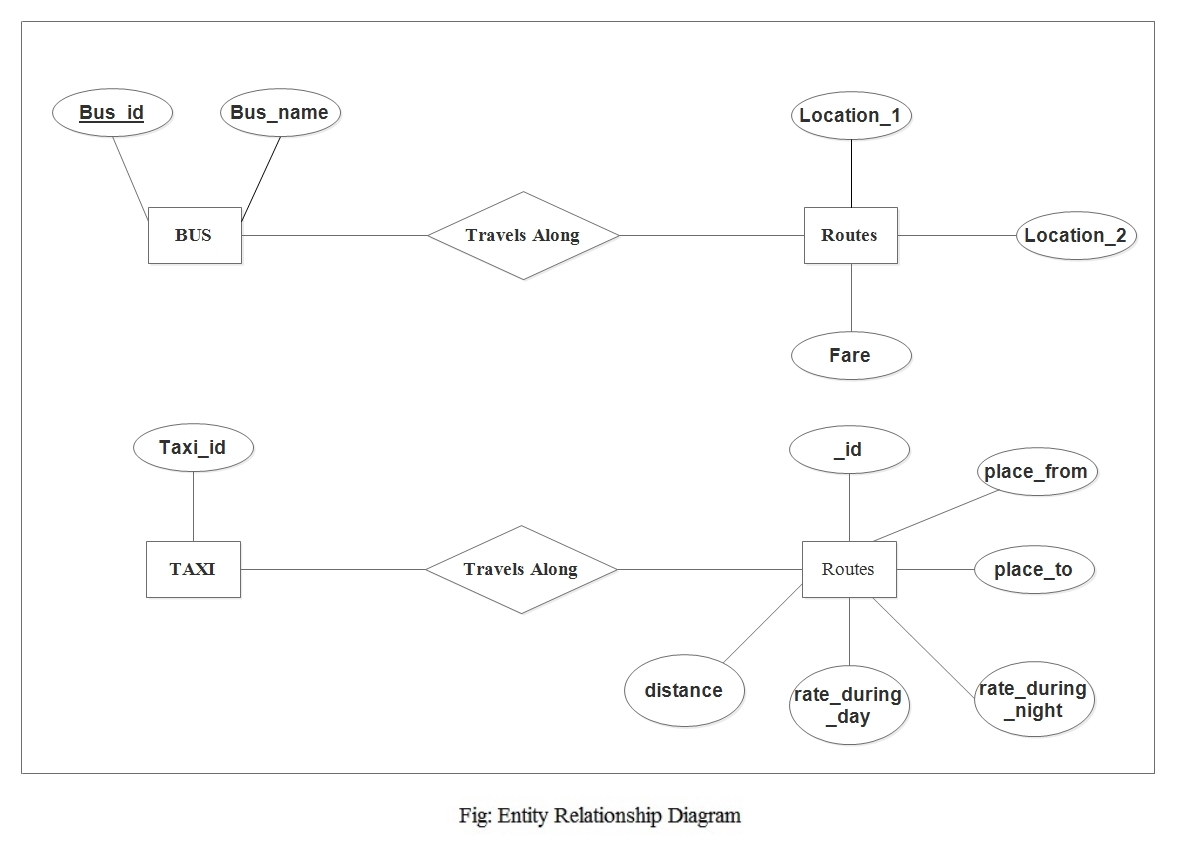 Bus_id
Bus_name
Location_1
BUS
Travels Along
Routes
Location_2
Fare
Taxi_id
_id
place_from
TAXI
Travels Along
Routes
place_to
distance
rate_during
_day
rate_during
_night
Fig: Entity Relationship Diagram